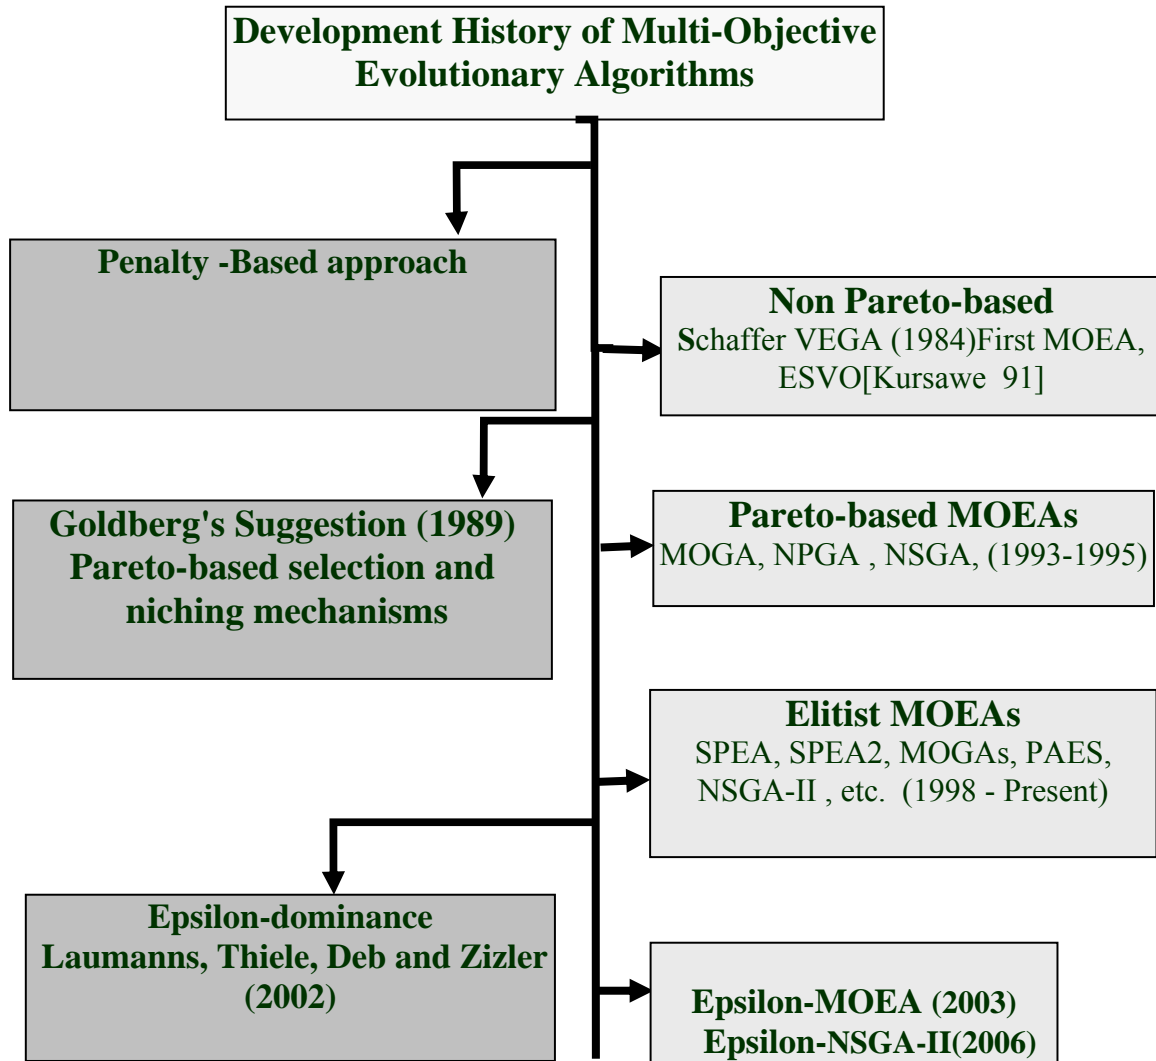 Development History of Multi-Objective
Evolutionary Algorithms
Penalty -Based approach
Non Pareto-based
Schaffer VEGA (1984)First MOEA,
ESVO[Kursawe 91]
Goldberg's Suggestion (1989)
Pareto-based selection and
niching mechanisms
Pareto-based MOEAs
MOGA, NPGA , NSGA, (1993-1995)
Elitist MOEAs
SPEA, SPEA2, MOGAs, PAES,
NSGA-II , etc. (1998 - Present)
Epsilon-dominance
Laumanns, Thiele, Deb and Zizler
(2002)
Epsilon-MOEA (2003)
Epsilon-NSGA-II(2006)